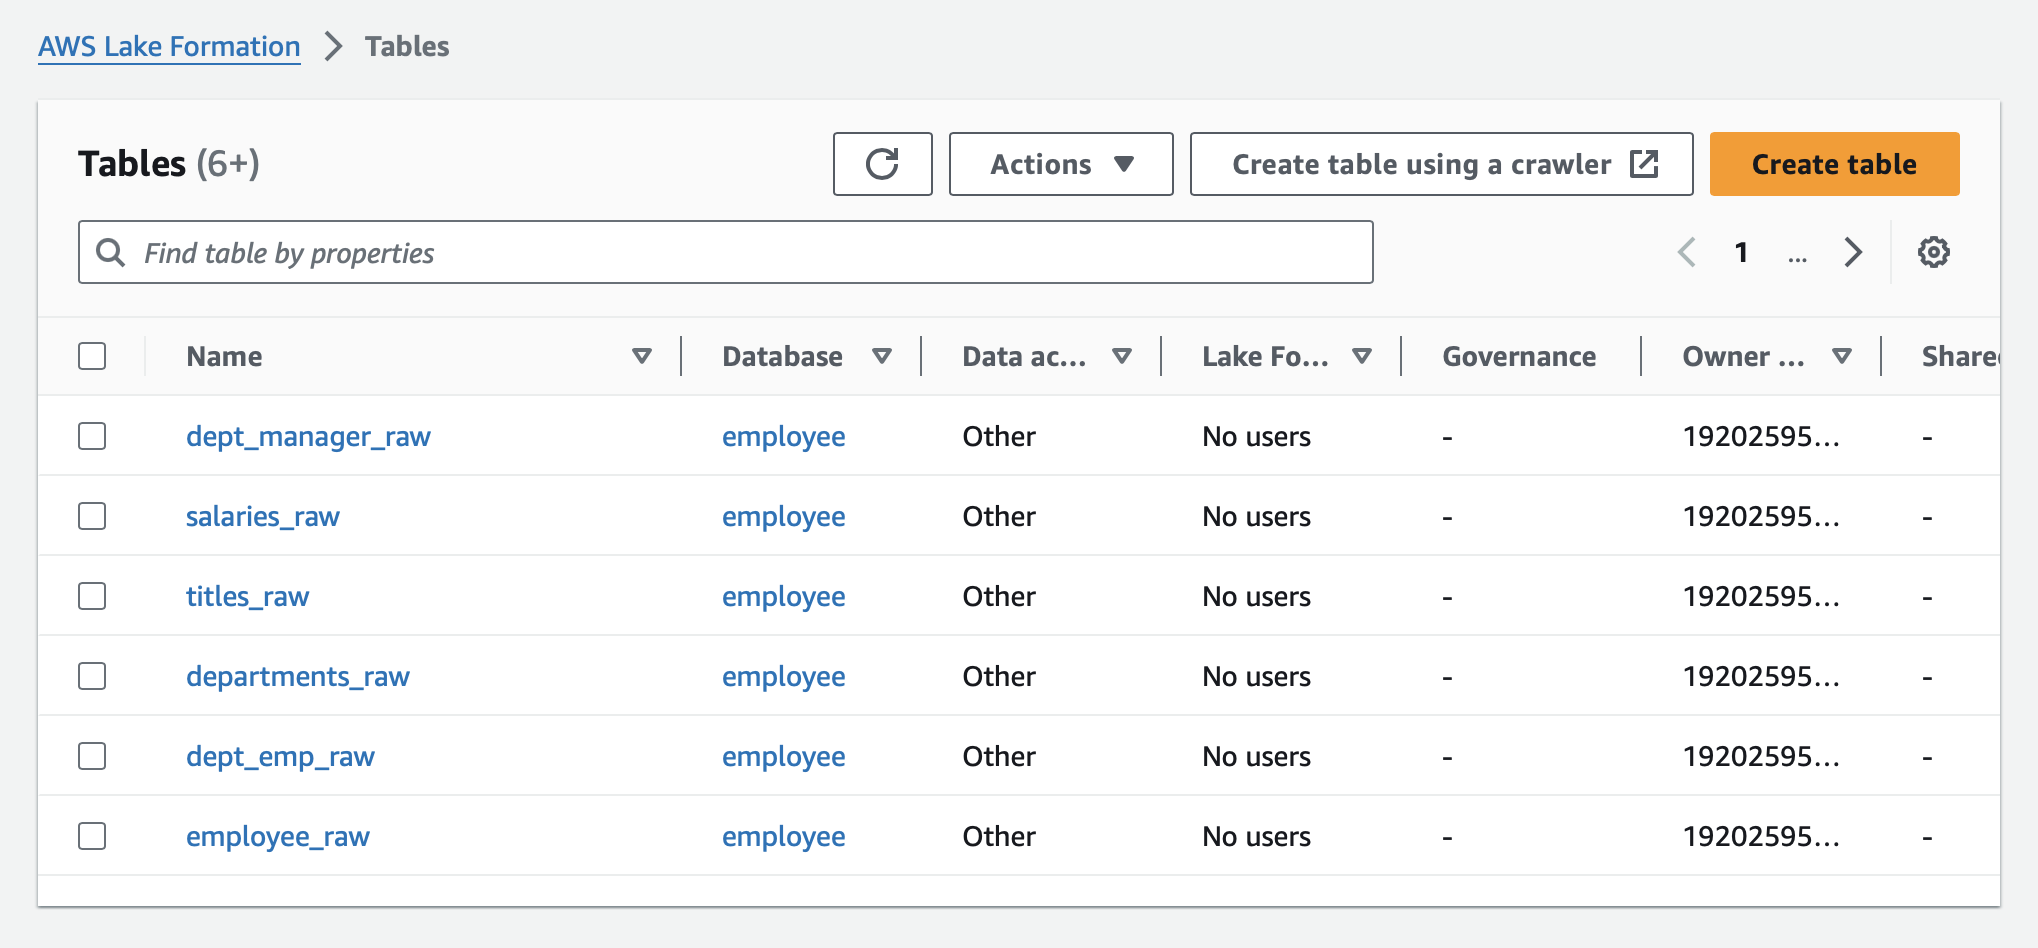 AWS Lake Formation > Tables
Tables (6+) Actions Create table using a crawler Create table
Find table by properties 1 ...
Name Database Data ac... Lake Fo... Governance Owner ... Share
dept_manager_raw employee Other No users - 19202595... -
salaries_raw employee Other No users - 19202595... -
titles_raw employee Other No users - 19202595... -
departments_raw employee Other No users - 19202595... -
dept_emp_raw employee Other No users - 19202595... -
employee_raw employee Other No users - 19202595... -